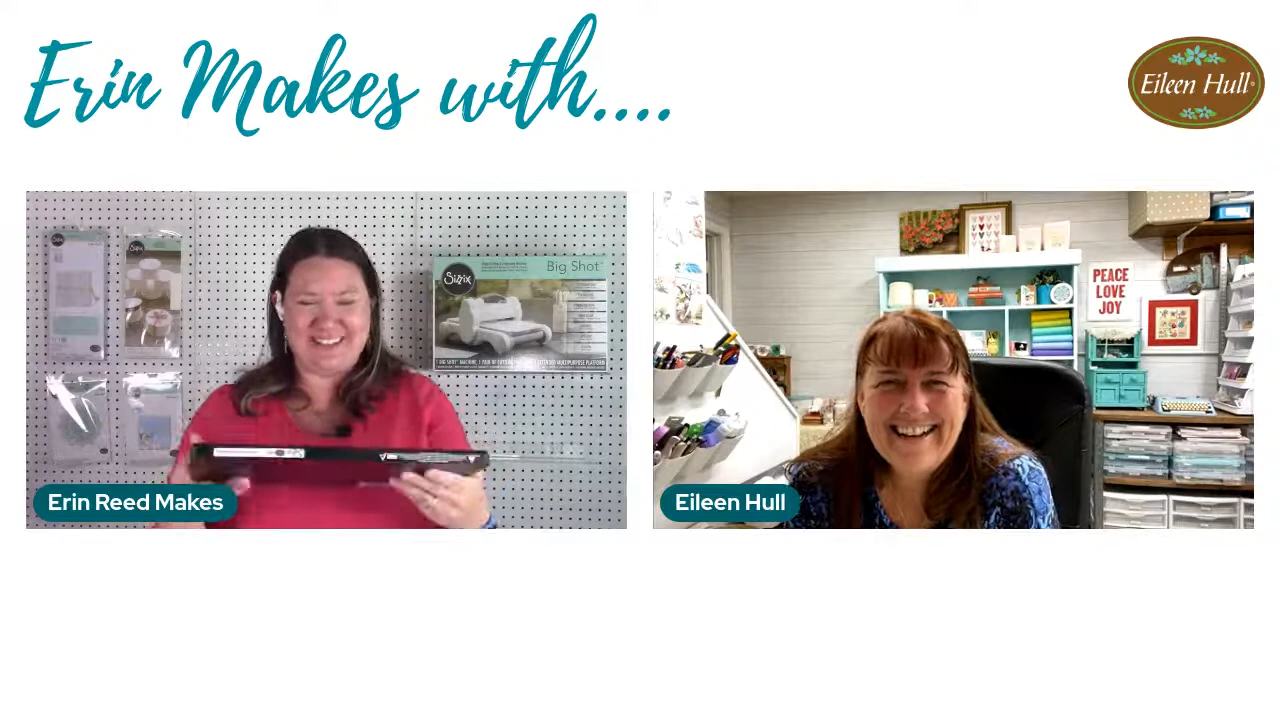 Erin Makes with....
Eileen Hull
Sizzix
Big Shot
PEACE
LOVE
JOY
Erin Reed Makes
Eileen Hull